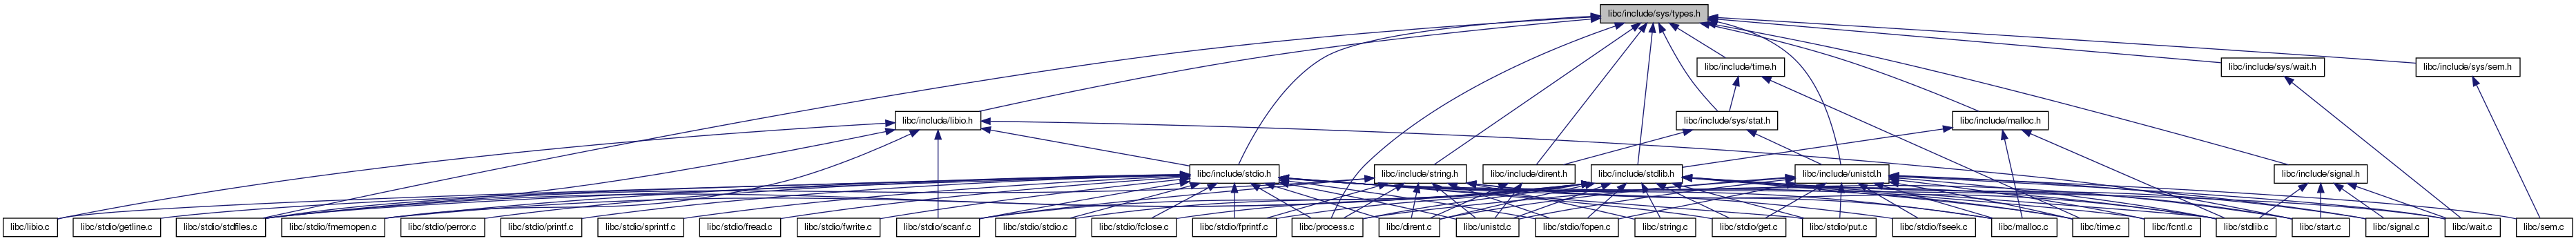 libc/include/sys/types.h
libc/include/time.h
libc/include/sys/wait.h
libc/include/sys/sem.h
libc/include/libio.h
libc/include/sys/stat.h
libc/include/malloc.h
libc/include/stdio.h
libc/include/string.h
libc/include/dirent.h
libc/include/stdlib.h
libc/include/unistd.h
libc/include/signal.h
libc/libio.c
libc/stdio/getline.c
libc/stdio/stdfiles.c
libc/stdio/fmemopen.c
libc/stdio/perror.c
libc/stdio/printf.c
libc/stdio/sprintf.c
libc/stdio/fread.c
libc/stdio/fwrite.c
libc/stdio/scanf.c
libc/stdio/stdio.c
libc/stdio/fclose.c
libc/stdio/fprintf.c
libc/process.c
libc/dirent.c
libc/unistd.c
libc/stdio/fopen.c
libc/string.c
libc/stdio/get.c
libc/stdio/put.c
libc/stdio/fseek.c
libc/malloc.c
libc/time.c
libc/fcntl.c
libc/stdlib.c
libc/start.c
libc/signal.c
libc/wait.c
libc/sem.c